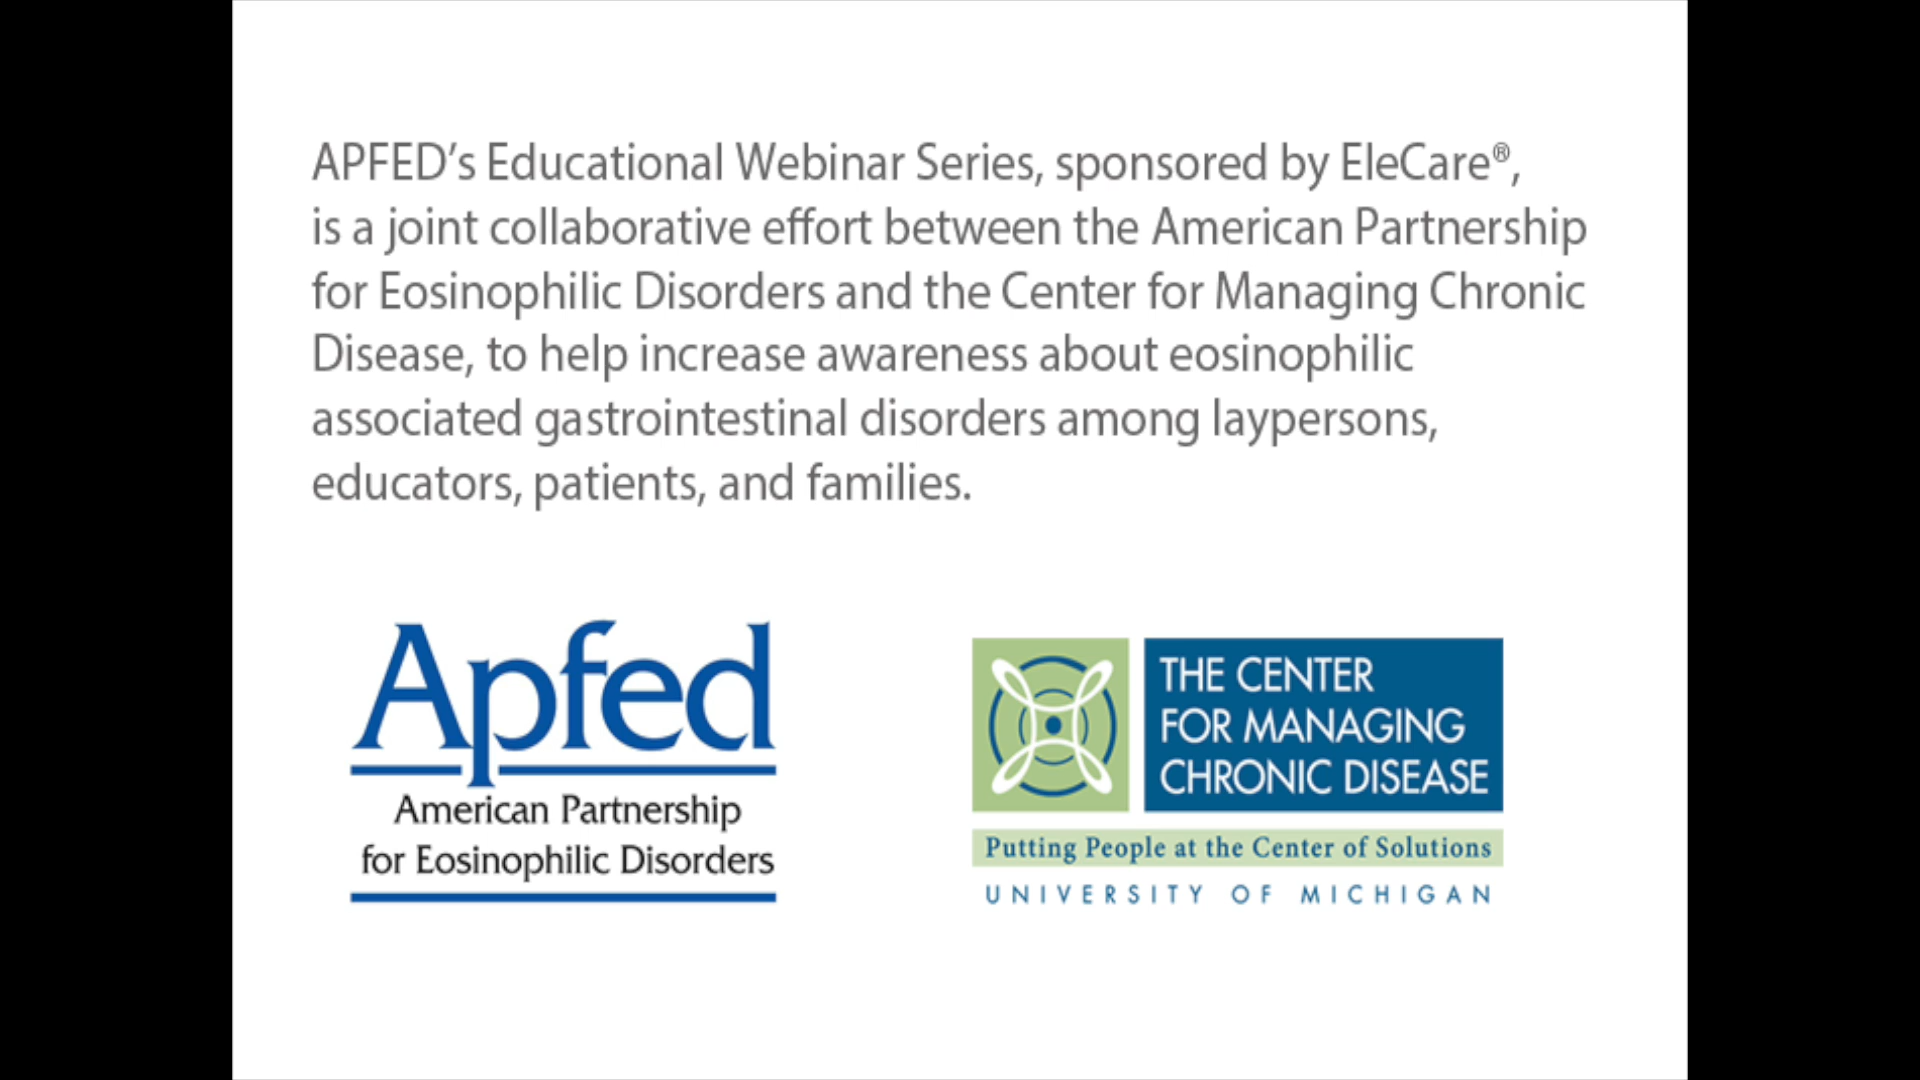 APFED’s Educational Webinar Series, sponsored by EleCare®,
is a joint collaborative effort between the American Partnership
for Eosinophilic Disorders and the Center for Managing Chronic
Disease, to help increase awareness about eosinophilic
associated gastrointestinal disorders among laypersons,
educators, patients, and families.
Apfed
American Partnership
for Eosinophilic Disorders
THE CENTER
FOR MANAGING
CHRONIC DISEASE
Putting People at the Center of Solutions
UNIVERSITY OF MICHIGAN